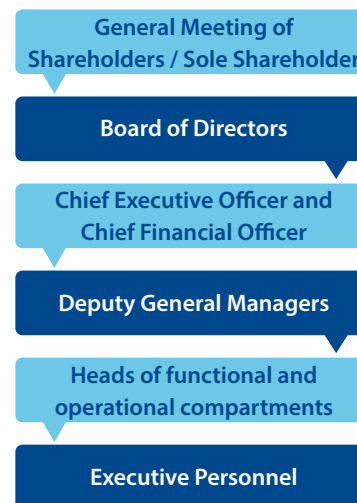 General Meeting of
Shareholders / Sole Shareholder
Board of Directors
Chief Executive Officer and
Chief Financial Officer
Deputy General Managers
Heads of functional and
operational compartments
Executive Personnel